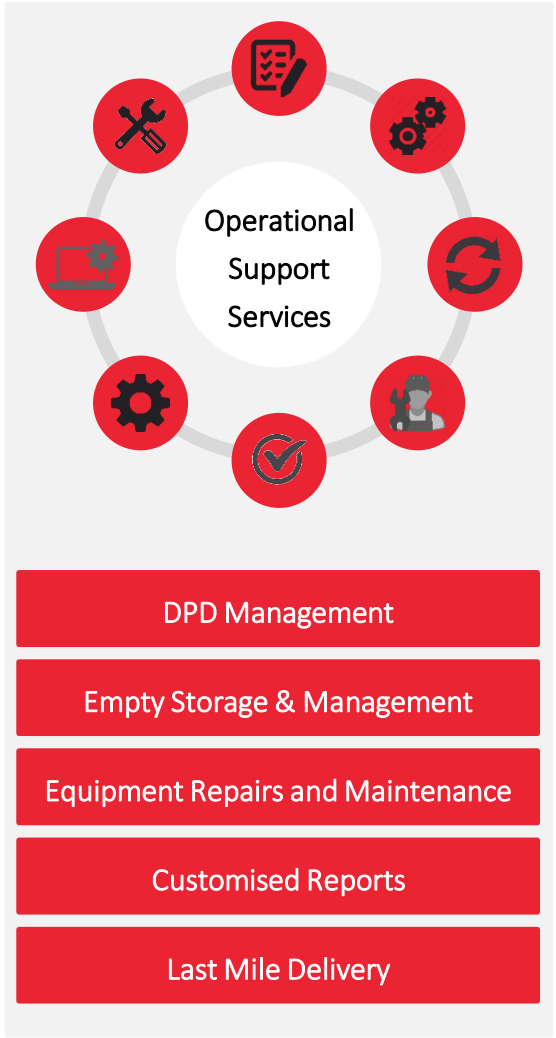 Operational
Support
Services
DPD Management
Empty Storage & Management
Equipment Repairs and Maintenance
Customised Reports
Last Mile Delivery